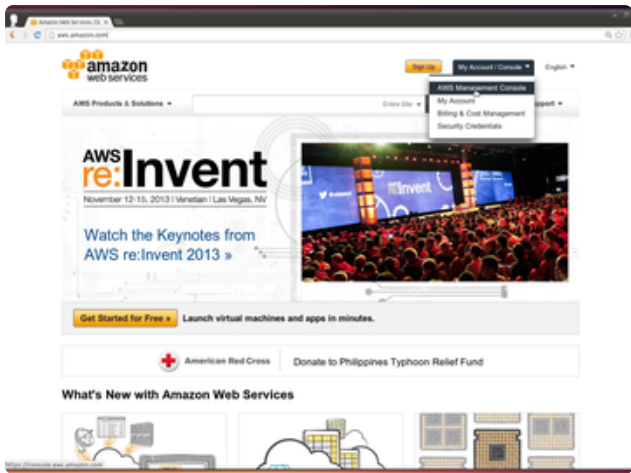 Amazon Web Services, Cl
aws.amazon.com
amazon
web services
Sign Up
My Account / Console
English
AWS Management Console
My Account
Billing & Cost Management
Security Credentials
AWS Products & Solutions
Entire Site
pport
AWS
re:Invent
November 12-15, 2013 | Venetian | Las Vegas, NV
Watch the Keynotes from
AWS re:Invent 2013 »
re:Invent
Get Started for Free »
Launch virtual machines and apps in minutes.
American Red Cross
Donate to Philippines Typhoon Relief Fund
What's New with Amazon Web Services
https://console.aws.amazon.com/